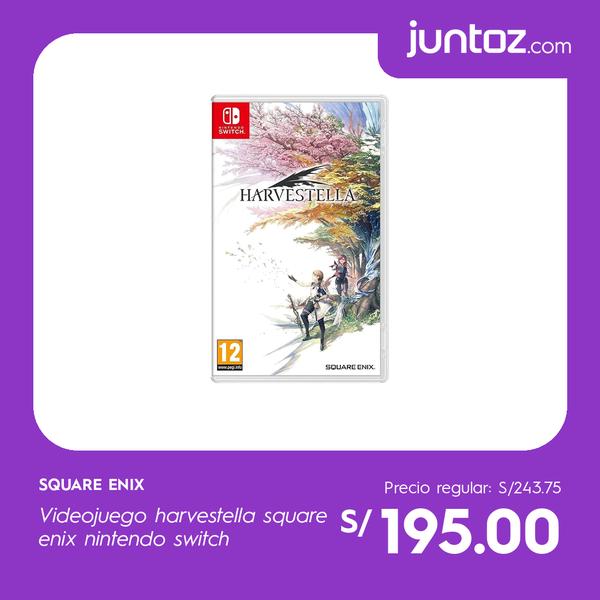 juntoz.com
NINTENDO
SWITCH.
HARVESTELLA
12
www.pegi.info
SQUARE ENIX.
SQUARE ENIX
Videojuego harvestella square
enix nintendo switch
Precio regular: S/243.75
S/195.00